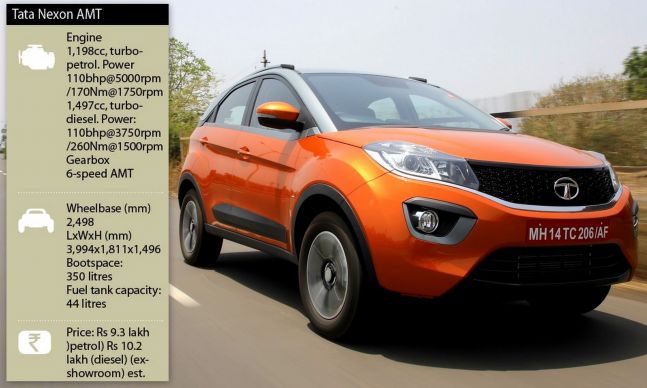 Tata Nexon AMT
Engine
1,198cc, turbo-
petrol. Power
110bhp@5000rpm
/170Nm@1750rpm
1,497cc, turbo-
diesel. Power:
110bhp@3750rpm
/260Nm@1500rpm
Gearbox
6-speed AMT
Wheelbase (mm)
2,498
LxWxH (mm)
3,994x1,811x1,496
Bootspace:
350 litres
Fuel tank capacity:
44 litres
₹
Price: Rs 9.3 lakh
)petrol) Rs 10.2
lakh (diesel) (ex-
showroom) est.
MH 14 TC 206/AF